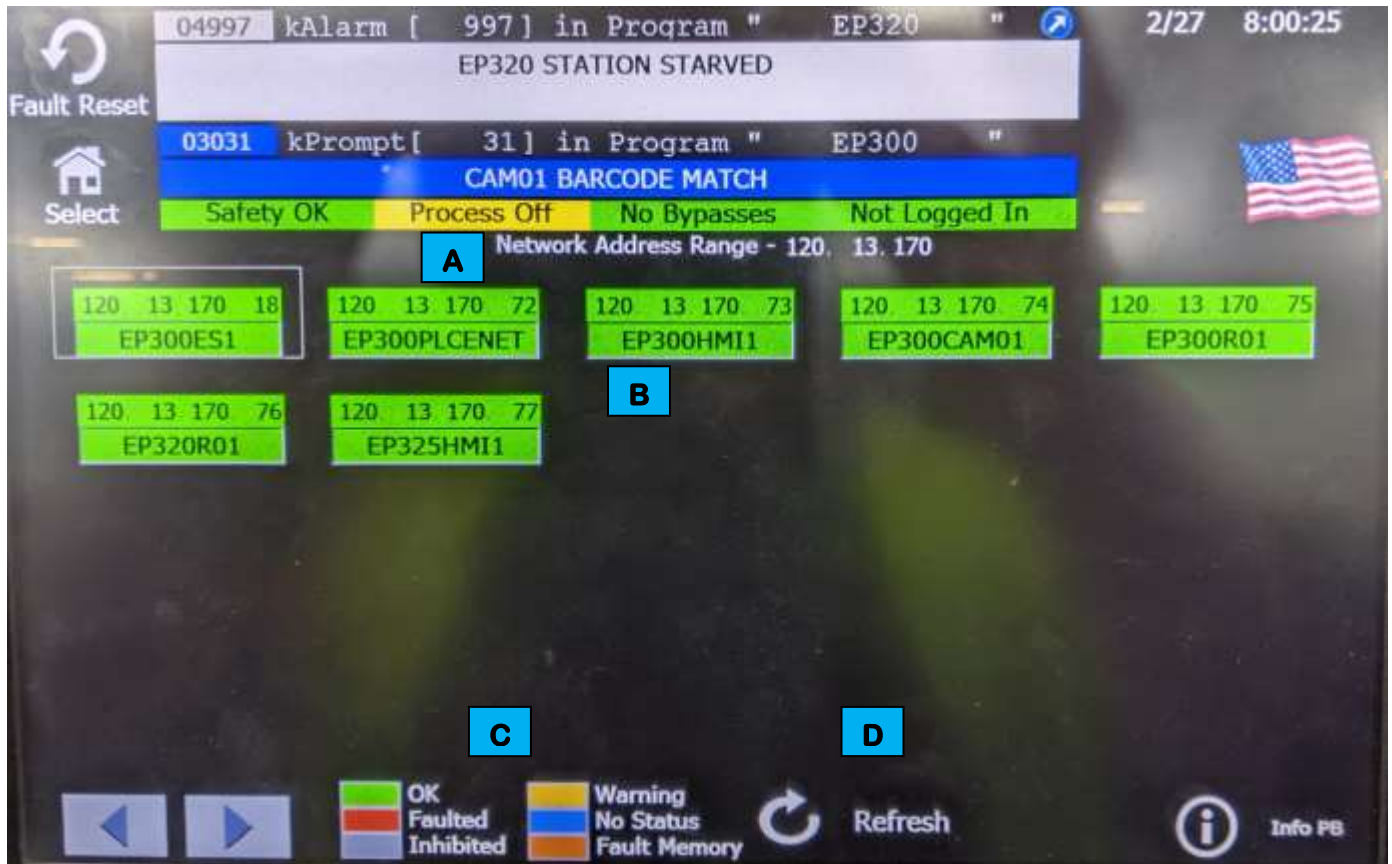 04997 kAlarm [ 997] in Program " EP320 " 2/27 8:00:25
EP320 STATION STARVED
Fault Reset
03031 kPrompt[ 31] in Program " EP300 "
CAM01 BARCODE MATCH
Select
Safety OK Process Off No Bypasses Not Logged In
A Network Address Range - 120. 13. 170
120 13 170 18 120 13 170 72 120 13 170 73 120 13 170 74 120 13 170 75
EP300ES1 EP300PLCENET EP300HMI1 EP300CAM01 EP300R01
B
120. 13 170 76 120. 13 170 77
EP320R01 EP325HMI1
C D
OK Warning
Faulted No Status Refresh Info PB
Inhibited Fault Memory